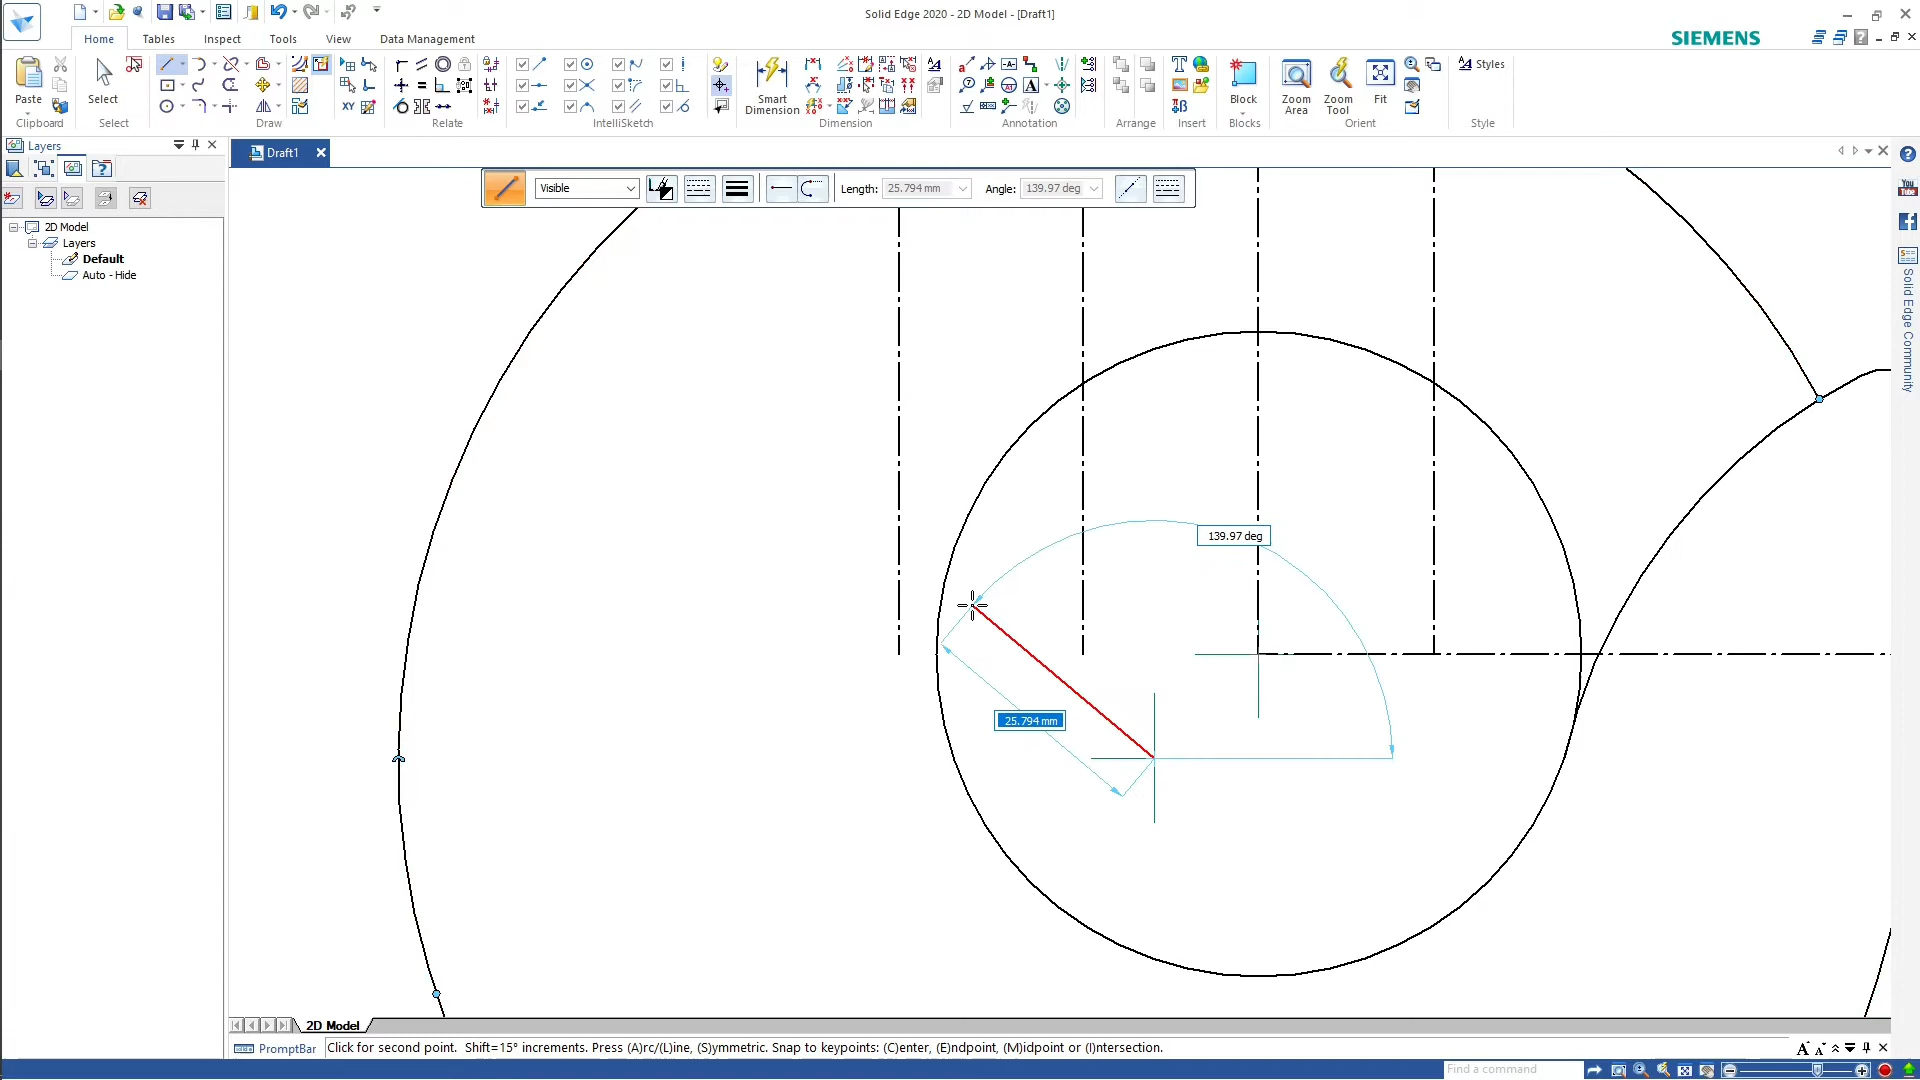 Solid Edge 2020 - 2D Model - [Draft1]
Home
Tables
Inspect
Tools
View
Data Management
SIEMENS
Paste
Select
Smart
Dimension
Block
Zoom
Area
Zoom
Tool
Fit
Styles
XY
Clipboard
Select
Draw
Relate
IntelliSketch
Dimension
Annotation
Arrange
Insert
Blocks
Orient
Style
Layers
Draft1
Visible
Length:
25.794 mm
Angle:
139.97 deg
You
Tube
2D Model
Layers
Default
Auto - Hide
Solid Edge Community
139.97 deg
25.794 mm
2D Model
PromptBar
Click for second point.  Shift=15° increments. Press (A)rc/(L)ine, (S)ymmetric. Snap to keypoints: (C)enter, (E)ndpoint, (M)idpoint or (I)ntersection.
Find a command